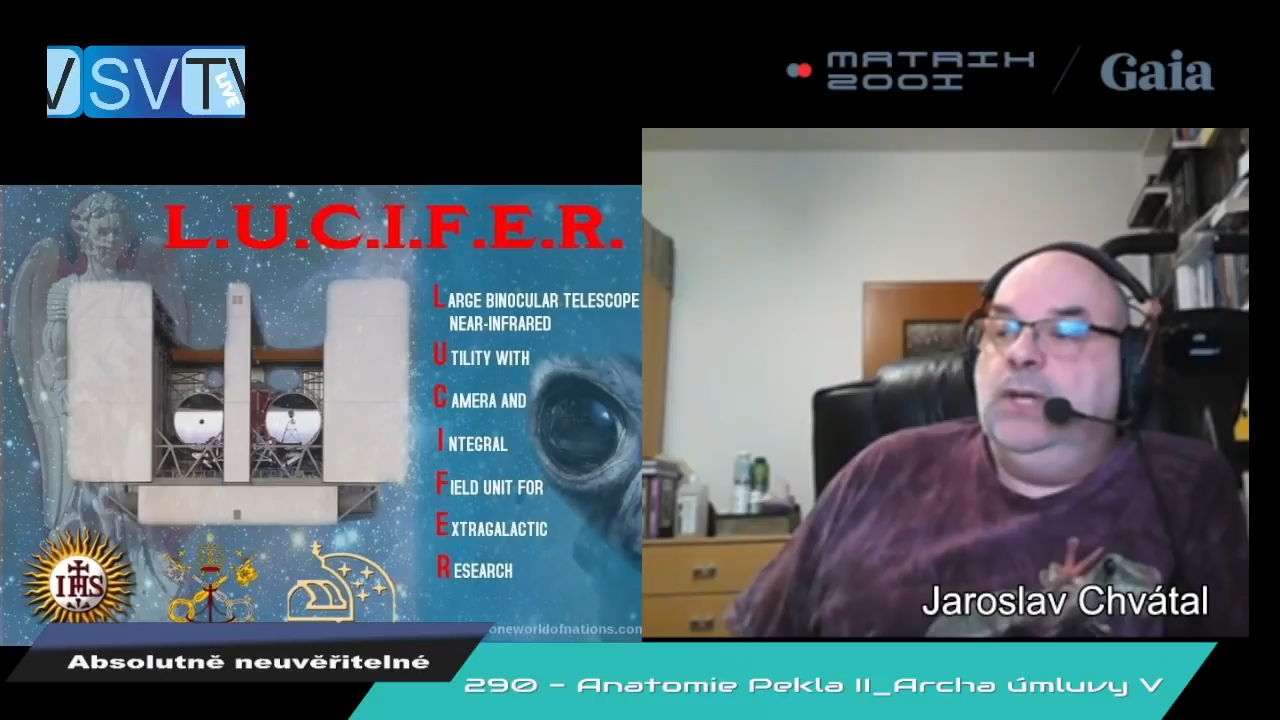 V SVTV
LIVE
MATRIX
2001
Gaia
L.U.C.I.F.E.R.
LARGE BINOCULAR TELESCOPE
NEAR-INFRARED
UTILITY WITH
CAMERA AND
INTEGRAL
FIELD UNIT FOR
EXTRAGALACTIC
RESEARCH
IHS
oneworldofnations.com
Jaroslav Chvátal
Absolutně neuvěřitelné
290 - Anatomie Pekla II_Archa úmluvy V